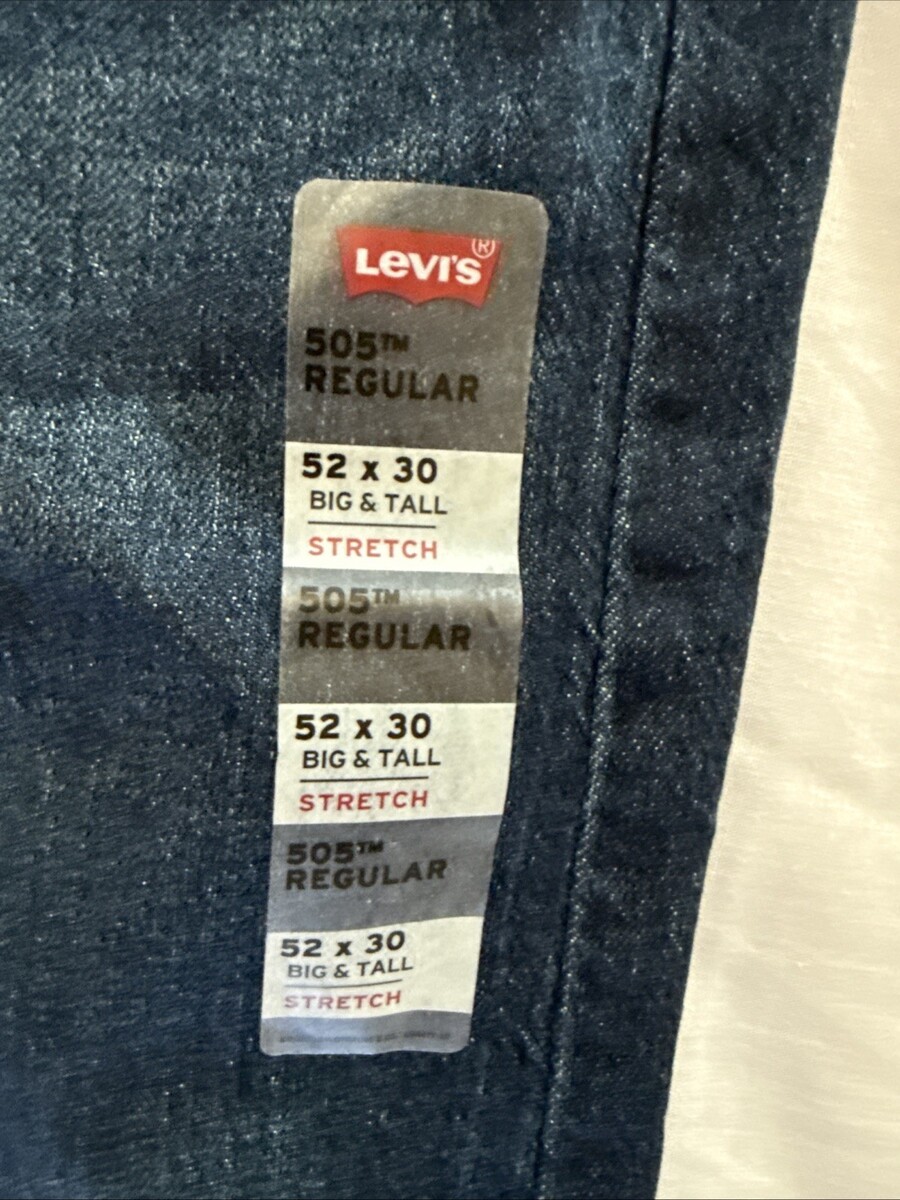 LEVI'S®
505™
REGULAR
52 x 30
BIG & TALL
STRETCH
505™
REGULAR
52 x 30
BIG & TALL
STRETCH
505™
REGULAR
52 x 30
BIG & TALL
STRETCH